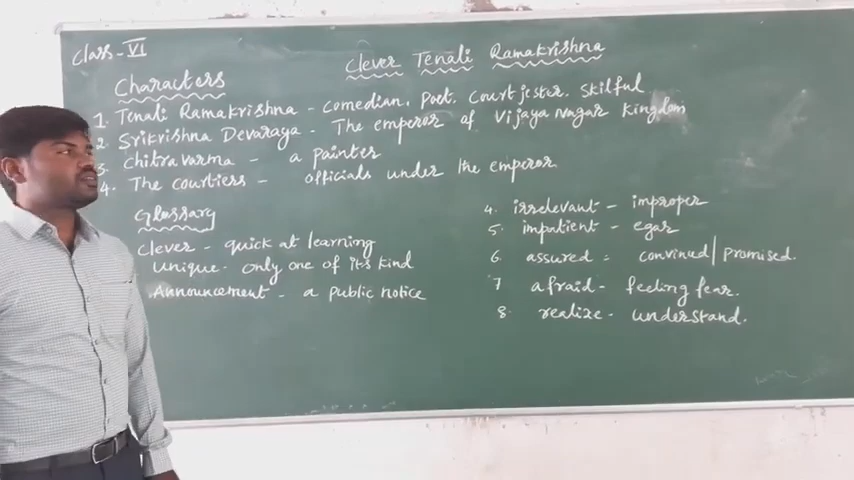 Class - VI
Clever Tenali Ramakrishna
Characters
1. Tenali Ramakrishna - comedian. Poet. Court jester. Skilful
2. Srikrishna Devaraya - The emperor of Vijaya nagar kingdom
3. Chitravarma - a painter
4. The courtiers - officials under the emperor
Glossary
Clever - quick at learning
Unique - only one of its kind
Announcement - a public notice
4. irrelevant - improper
5. impatient - egar
6. assured = convinued / promised.
7 afraid - feeling fear.
8. realize - understand.